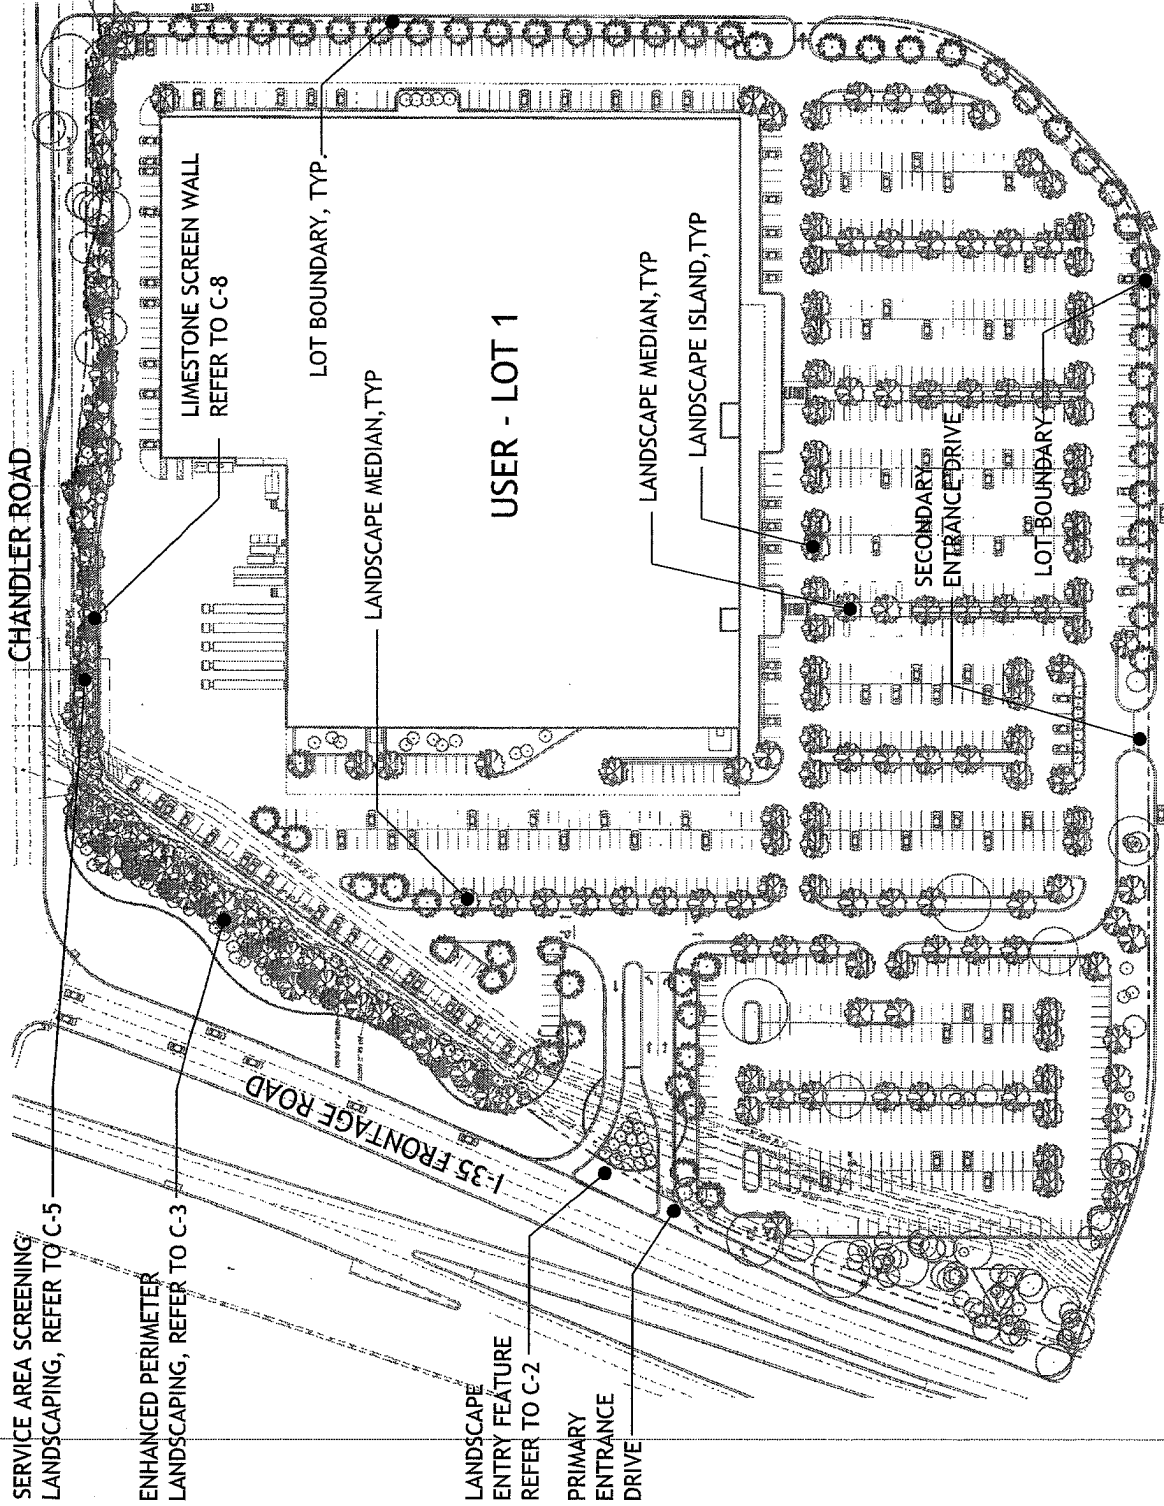 CHANDLER ROAD
LIMESTONE SCREEN WALL
REFER TO C-8
LOT BOUNDARY, TYP.
LANDSCAPE MEDIAN, TYP
USER - LOT 1
LANDSCAPE MEDIAN, TYP
LANDSCAPE ISLAND, TYP
SECONDARY
ENTRANCE DRIVE
LOT BOUNDARY
I-35 FRONTAGE ROAD
SERVICE AREA SCREENING
LANDSCAPING, REFER TO C-5
ENHANCED PERIMETER
LANDSCAPING, REFER TO C-3
LANDSCAPE
ENTRY FEATURE
REFER TO C-2
PRIMARY
ENTRANCE
DRIVE